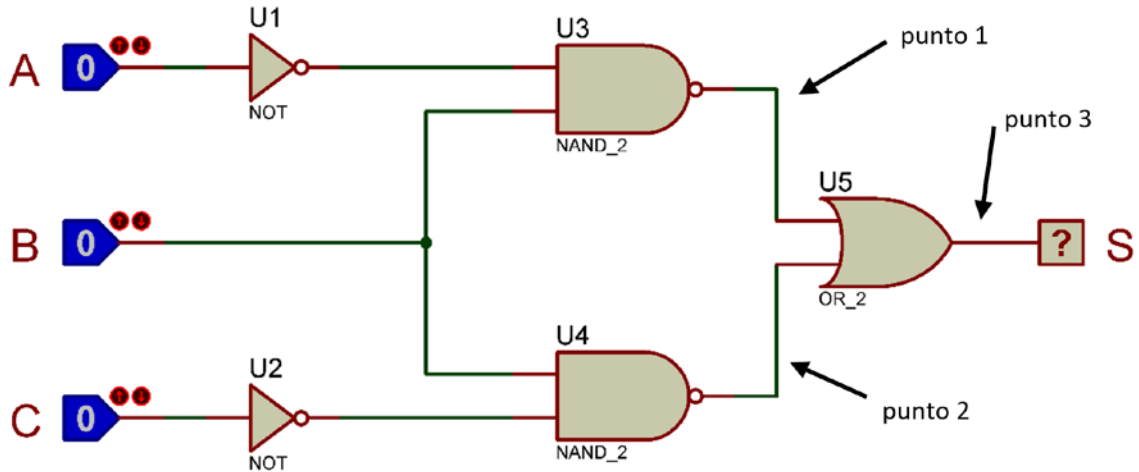 U1
U3
punto 1
A
0
NOT
NAND_2
punto 3
U5
B
0
?
S
OR_2
U4
U2
C
0
punto 2
NOT
NAND_2